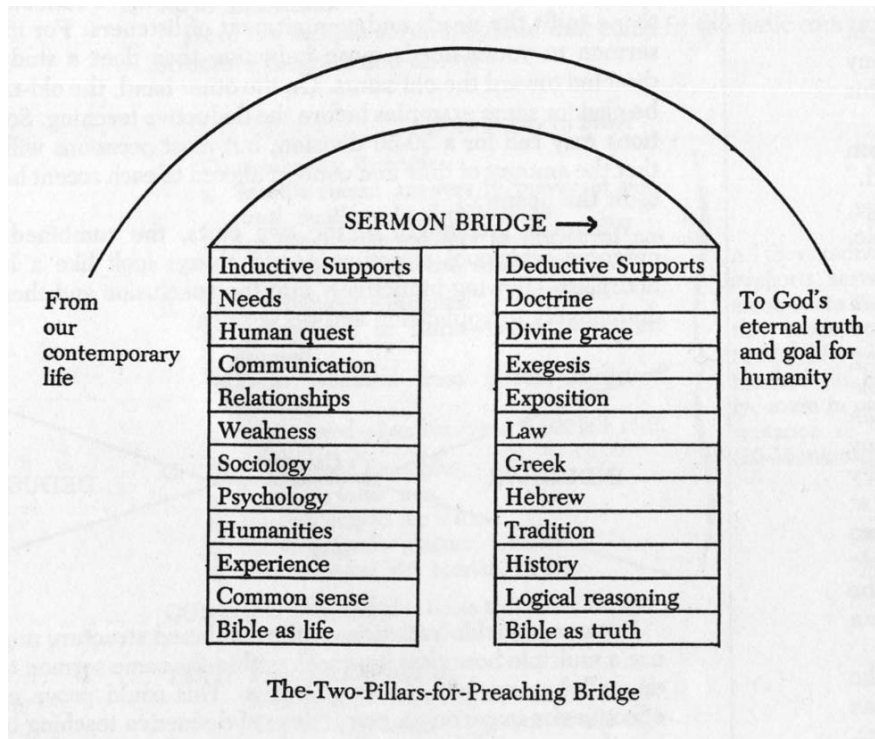 SERMON BRIDGE →
From
our
contemporary
life
Inductive Supports
Needs
Human quest
Communication
Relationships
Weakness
Sociology
Psychology
Humanities
Experience
Common sense
Bible as life
Deductive Supports
Doctrine
Divine grace
Exegesis
Exposition
Law
Greek
Hebrew
Tradition
History
Logical reasoning
Bible as truth
To God's
eternal truth
and goal for
humanity
The-Two-Pillars-for-Preaching Bridge